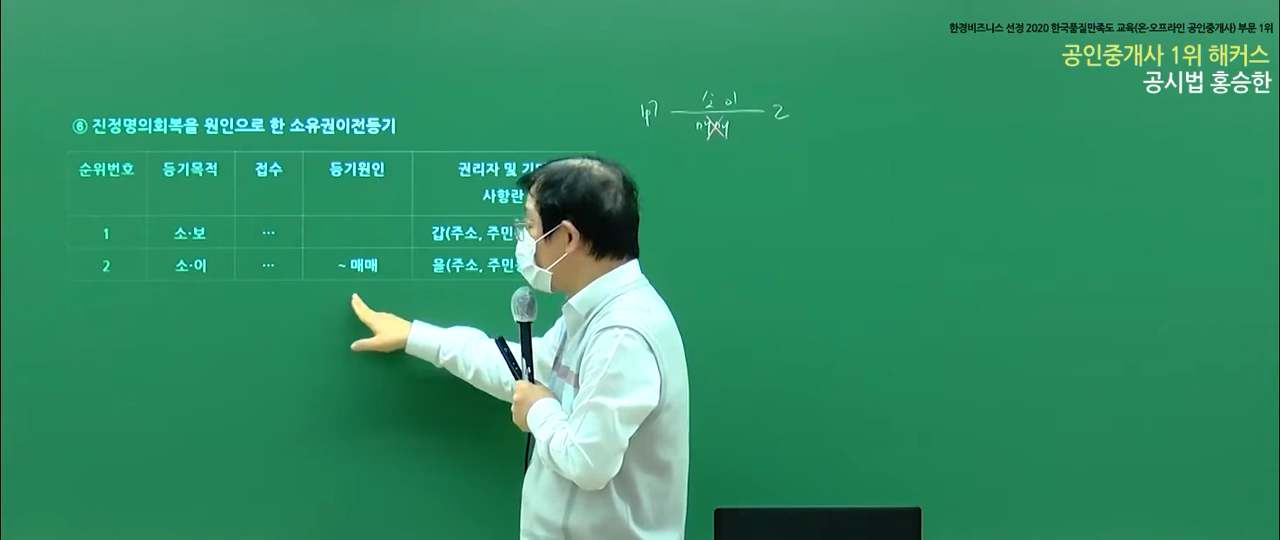 한경비즈니스 선정 2020 한국품질만족도 교육(온·오프라인 공인중개사) 부문 1위
공인중개사 1위 해커스
공시법 홍승한
⑥ 진정명의회복을 원인으로 한 소유권이전등기
순위번호 등기목적 접수 등기원인 권리자 및
사항란
1 소·보 ··· 갑(주소, 주민
2 소·이 ··· ~ 매매 을(주소, 주민
소 이
매매